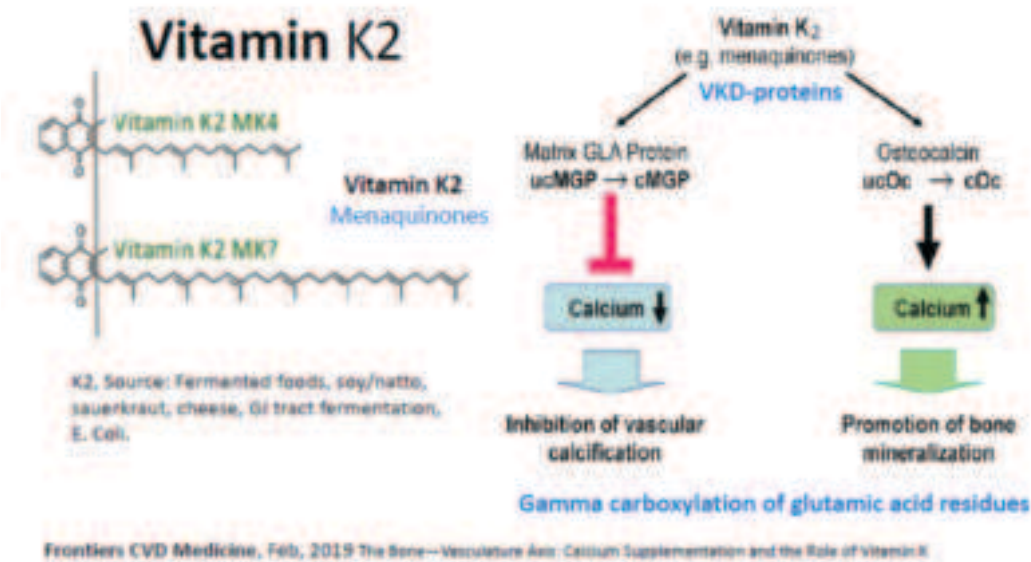 Vitamin K2
Vitamin K2 MK4
Vitamin K2
Menaquinones
Vitamin K2 MK7
K2, Source: Fermented foods, soy/natto,
sauerkraut, cheese, GI tract fermentation,
E. Coli.
Vitamin K₂
(e.g. menaquinones)
VKD-proteins
Matrix GLA Protein
ucMGP → cMGP
Osteocalcin
ucOc → cOc
Calcium ↓
Calcium ↑
Inhibition of vascular
calcification
Promotion of bone
mineralization
Gamma carboxylation of glutamic acid residues
Frontiers CVD Medicine, Feb, 2019 The Bone—Vasculature Axis: Calcium Supplementation and the Role of Vitamin K